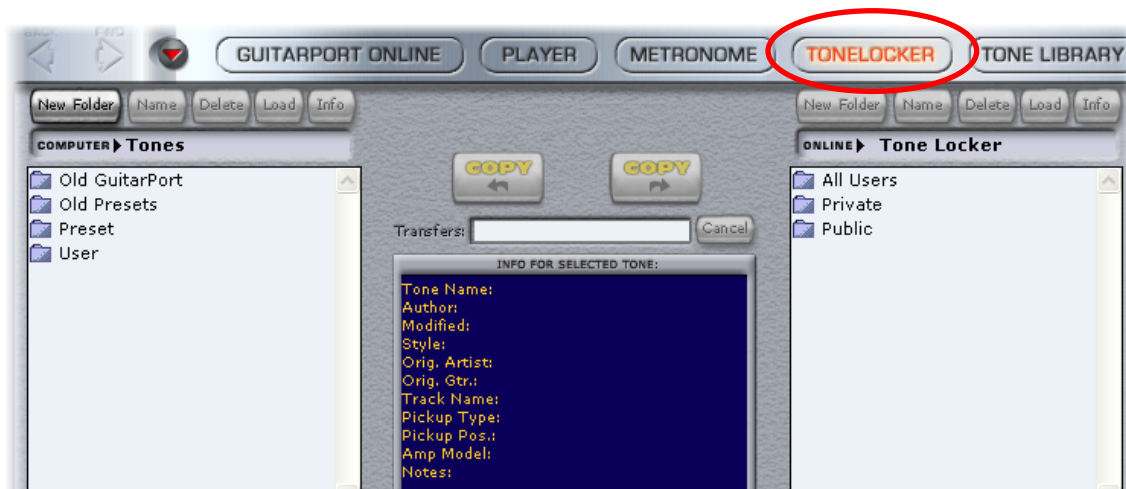 BACK FWD
GUITARPORT ONLINE PLAYER METRONOME TONELOCKER TONE LIBRARY
New Folder Name Delete Load Info
COMPUTER Tones
Old GuitarPort
Old Presets
Preset
User
COPY COPY
Transfers: Cancel
INFO FOR SELECTED TONE:
Tone Name:
Author:
Modified:
Style:
Orig. Artist:
Orig. Gtr.:
Track Name:
Pickup Type:
Pickup Pos.:
Amp Model:
Notes:
New Folder Name Delete Load Info
ONLINE Tone Locker
All Users
Private
Public